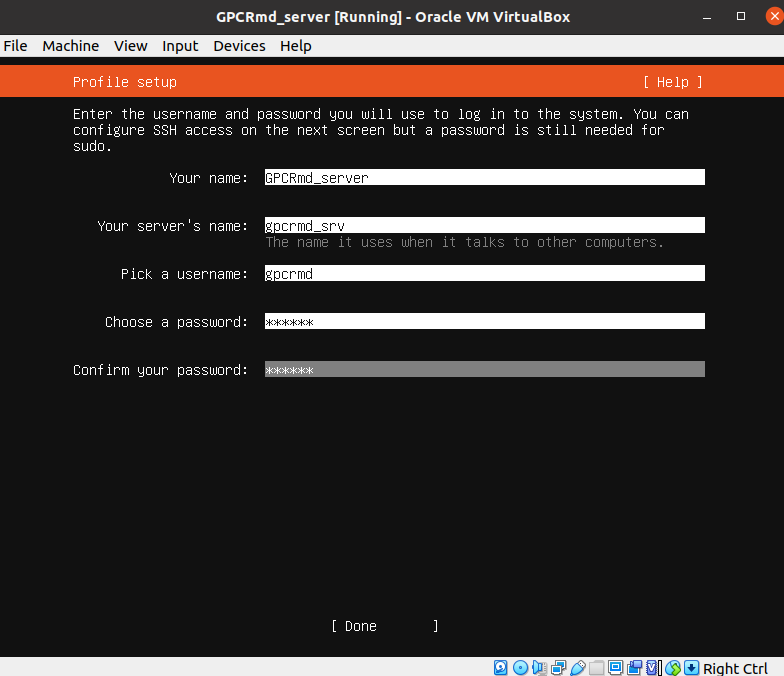 GPCRmd_server [Running] - Oracle VM VirtualBox
File Machine View Input Devices Help
Profile setup [ Help ]
Enter the username and password you will use to log in to the system. You can
configure SSH access on the next screen but a password is still needed for
sudo.
Your name: GPCRmd_server
Your server's name: gpcrmd_srv
The name it uses when it talks to other computers.
Pick a username: gpcrmd
Choose a password: ******
Confirm your password: ******
[ Done ]
Right Ctrl